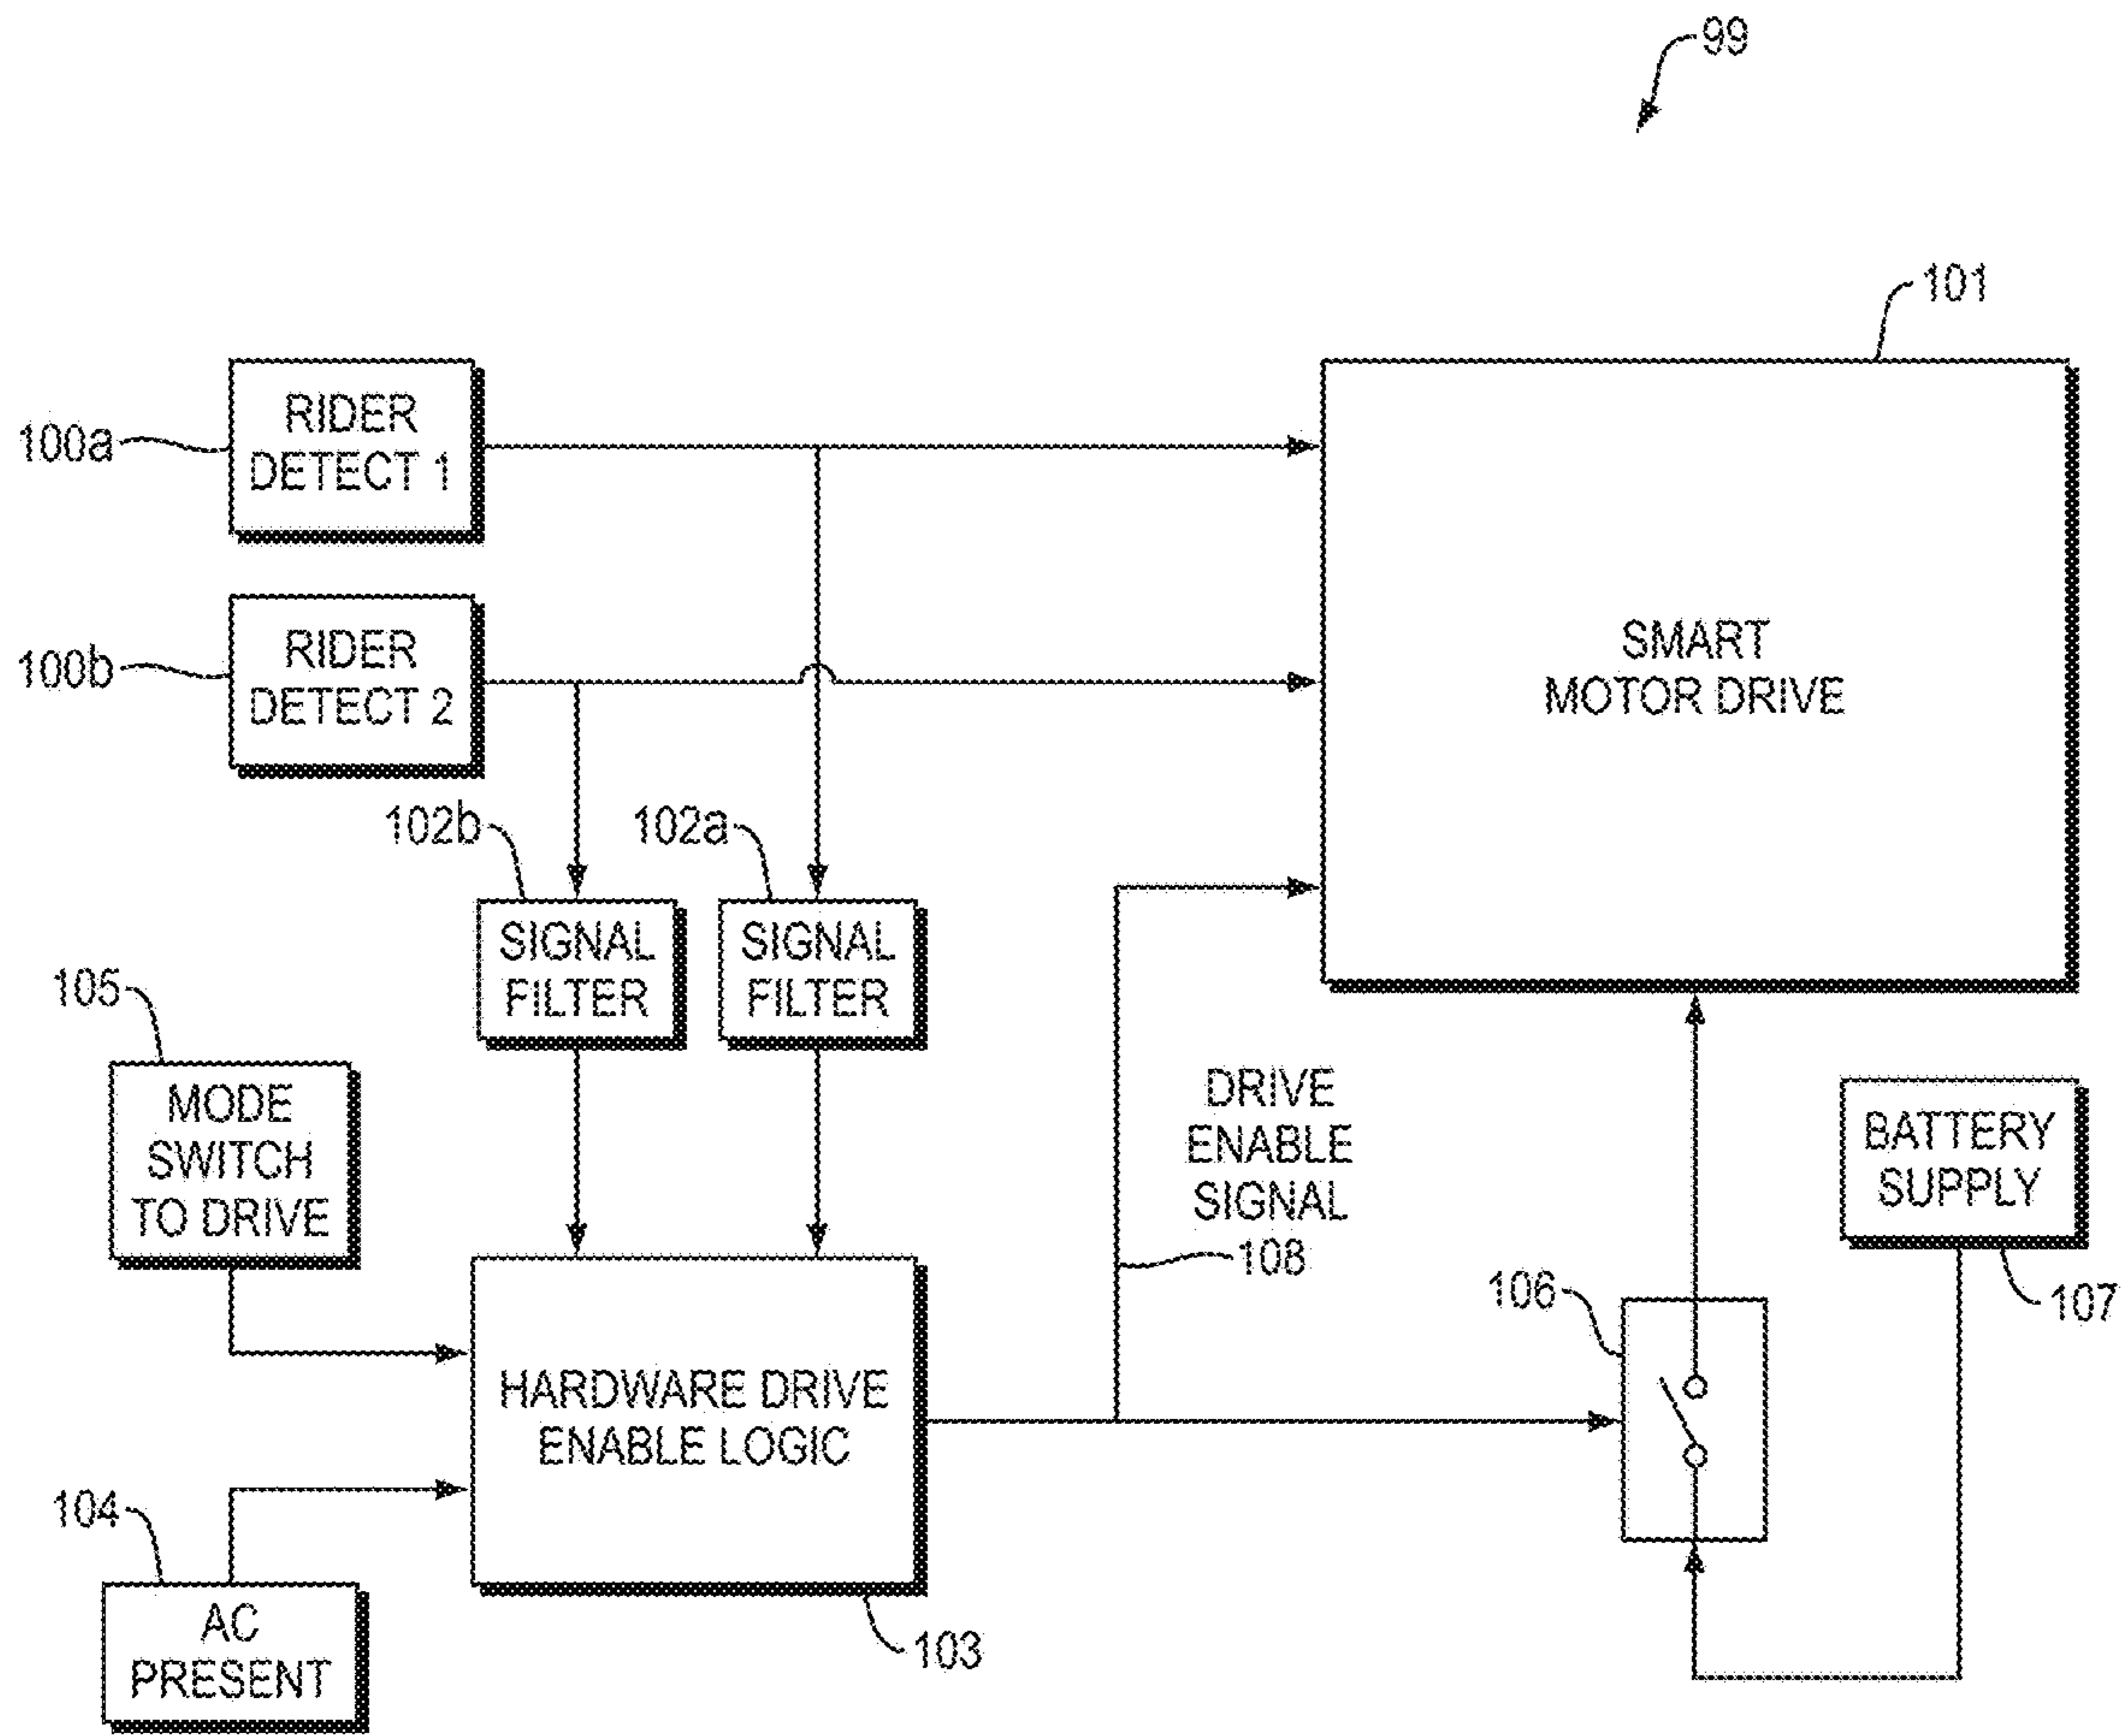 99
101
RIDER
DETECT 1
100a
RIDER
DETECT 2
100b
SMART
MOTOR DRIVE
102b
102a
SIGNAL
FILTER
SIGNAL
FILTER
105
MODE
SWITCH
TO DRIVE
DRIVE
ENABLE
SIGNAL
108
BATTERY
SUPPLY
107
106
HARDWARE DRIVE
ENABLE LOGIC
103
104
AC
PRESENT